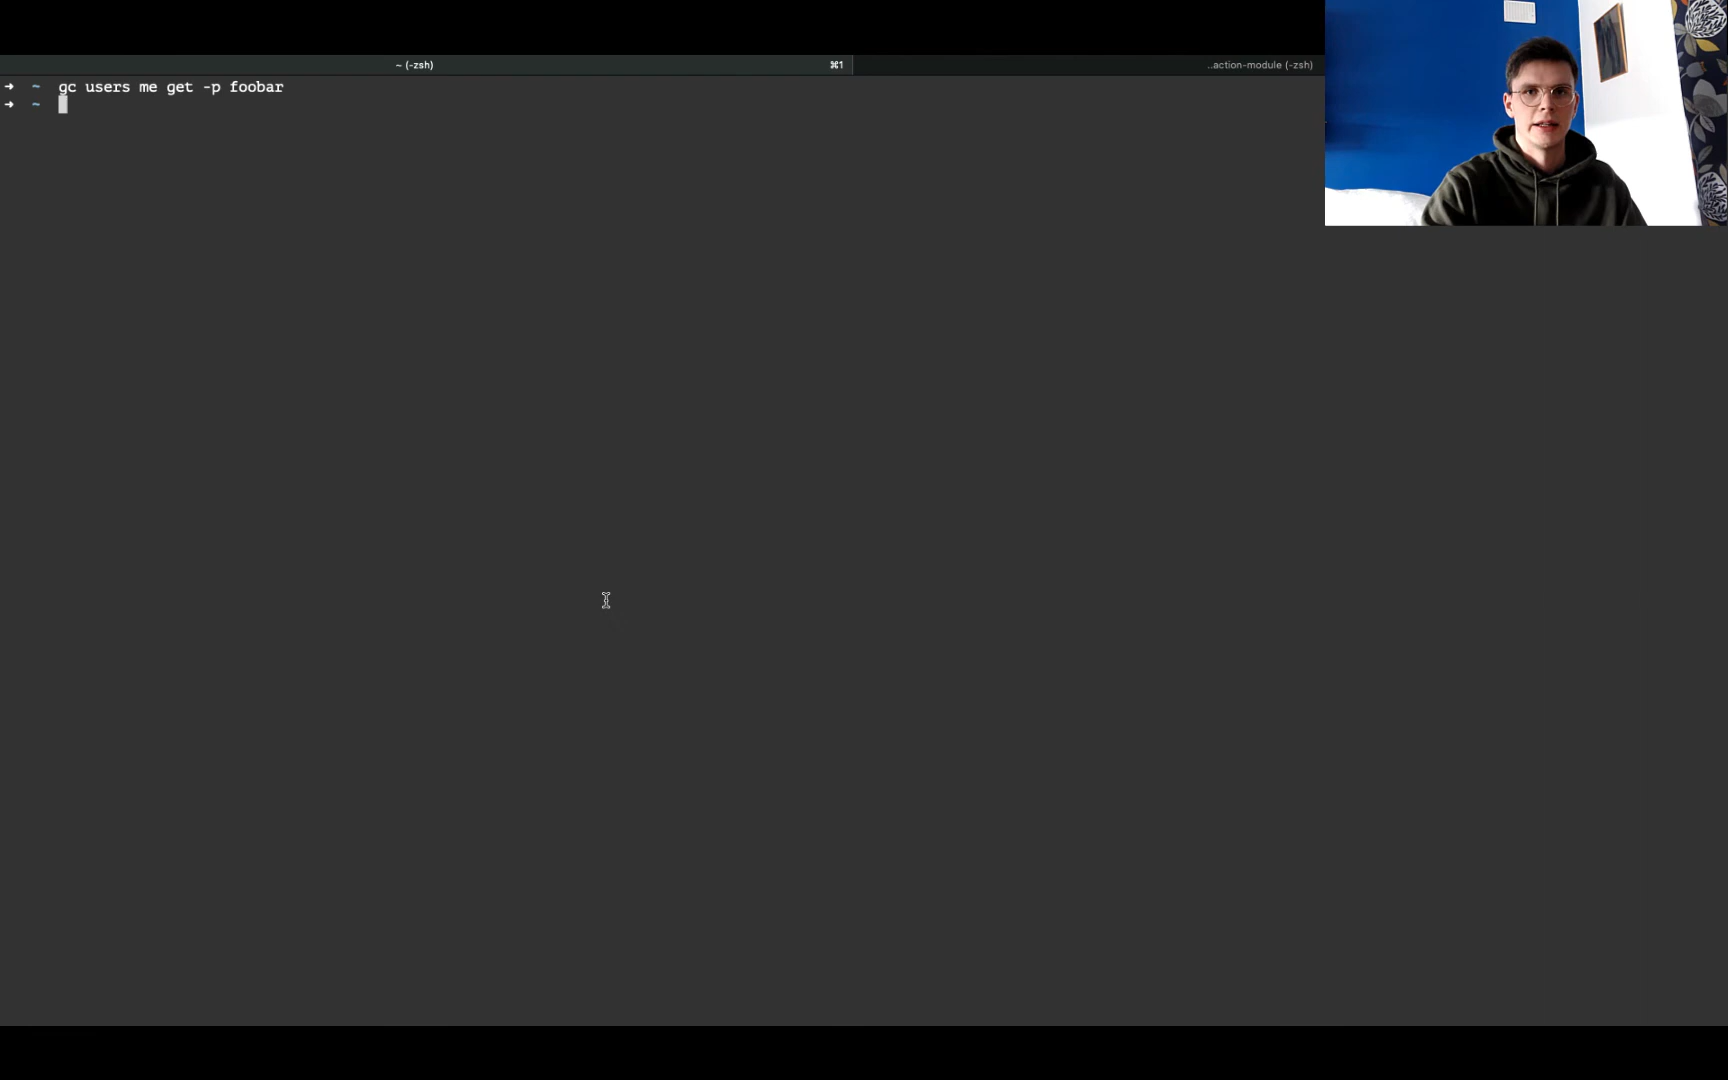 ~ (-zsh) ⌘1 ..action-module (-zsh)
➜ ~ gc users me get -p foobar
➜ ~